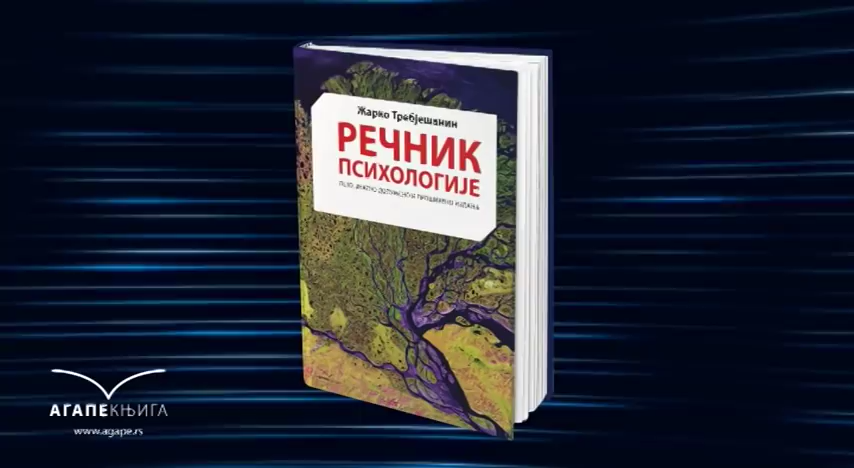 Жарко Требјешанин
РЕЧНИК
ПСИХОЛОГИЈЕ
АГАПЕКЊИГА
www.agape.rs